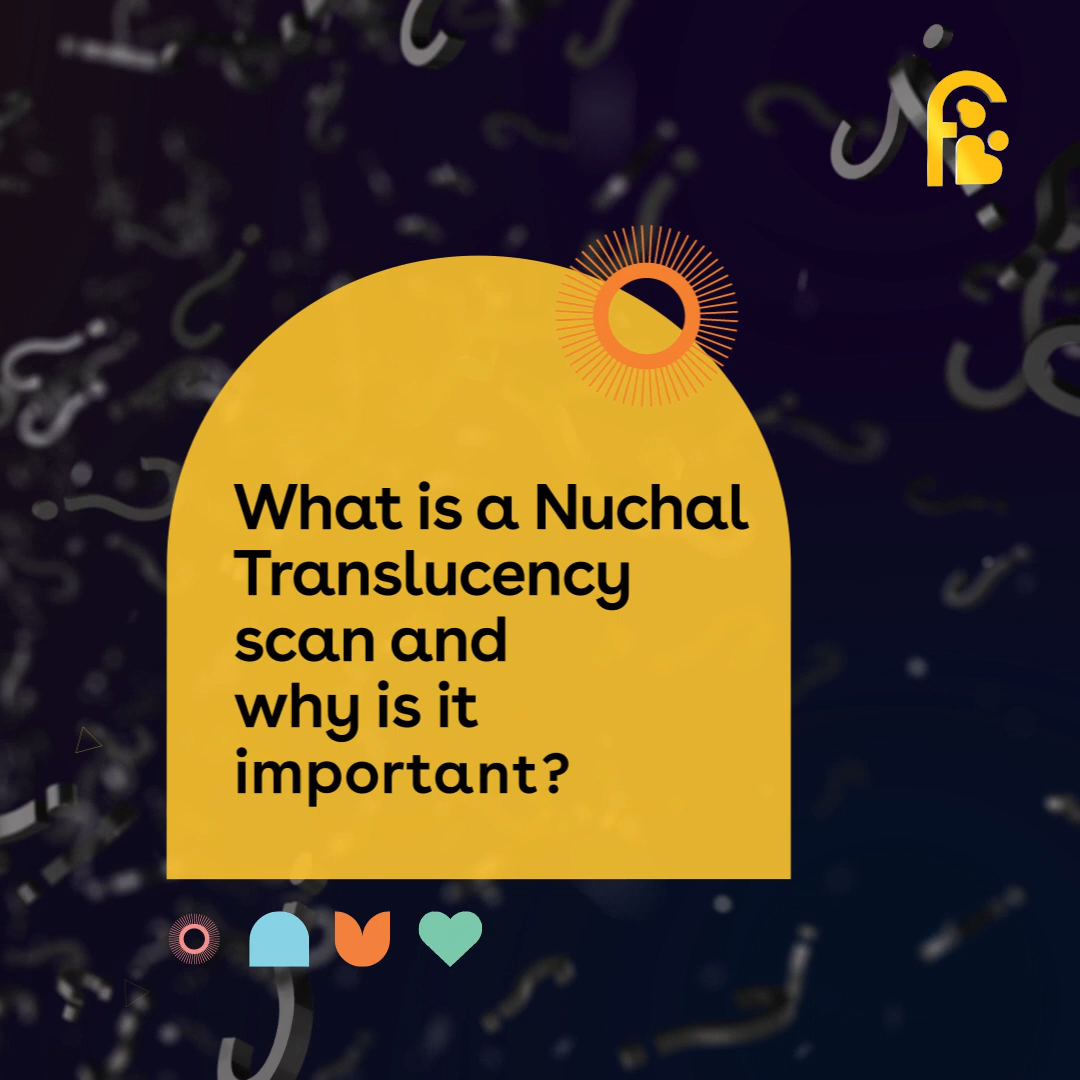 What is a Nuchal
Translucency
scan and
why is it
important?